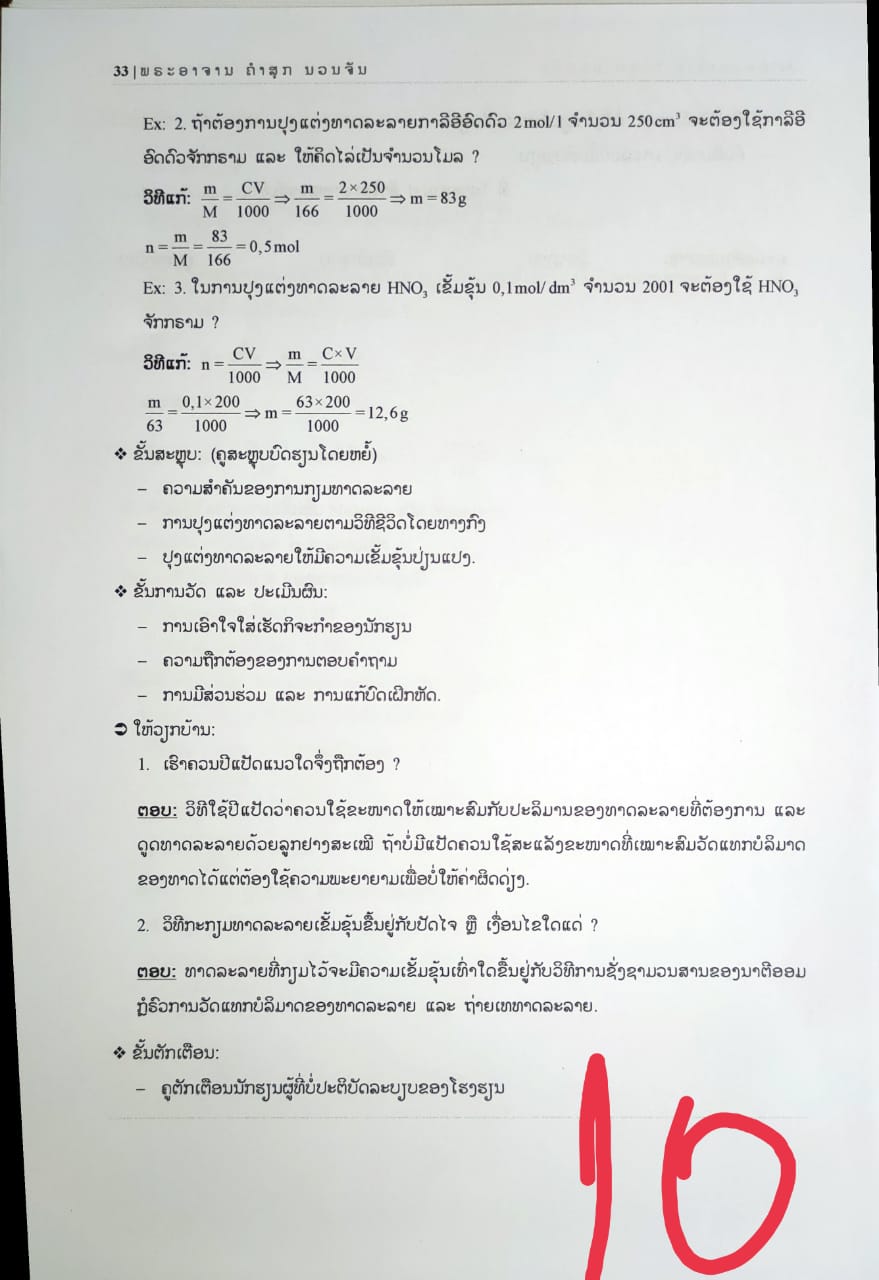 33 | ພຣະອາຈານ ຄໍາສຸກ ນວນຈັນ
Ex: 2. ຖ້າຕ້ອງການປຸງແຕ່ງທາດລະລາຍກາລີອີອົດດົວ 2mol/1 ຈໍານວນ 250cm³ ຈະຕ້ອງໃຊ້ກາລີອີ
ອົດດົວຈັກກຣາມ ແລະ ໃຫ້ຄິດໄລ່ເປັນຈໍານວນໂມລ ?
ວິທີແກ້: m/M = CV/1000 ⇒ m/166 = 2×250/1000 ⇒ m = 83g
n = m/M = 83/166 = 0,5mol
Ex: 3. ໃນການປຸງແຕ່ງທາດລະລາຍ HNO₃ ເຂັ້ມຂຸ້ນ 0,1mol/dm³ ຈໍານວນ 2001 ຈະຕ້ອງໃຊ້ HNO₃
ຈັກກຣາມ ?
ວິທີແກ້: n = CV/1000 ⇒ m/M = C×V/1000
m/63 = 0,1×200/1000 ⇒ m = 63×200/1000 = 12,6g
❖ ຂັ້ນສະຫຼຸບ: (ຄູສະຫຼຸບບົດຮຽນໂດຍຫຍໍ້)
– ຄວາມສໍາຄັນຂອງການກຽມທາດລະລາຍ
– ການປຸງແຕ່ງທາດລະລາຍຕາມວິທີຊີວິດໂດຍທາງກົງ
– ປຸງແຕ່ງທາດລະລາຍໃຫ້ມີຄວາມເຂັ້ມຂຸ້ນປ່ຽນແປງ.
❖ ຂັ້ນການວັດ ແລະ ປະເມີນຜົນ:
– ການເອົາໃຈໃສ່ເຮັດກິຈະກໍາຂອງນັກຮຽນ
– ຄວາມຖືກຕ້ອງຂອງການຕອບຄໍາຖາມ
– ການມີສ່ວນຮ່ວມ ແລະ ການແກ້ບົດເຝິກຫັດ.
➲ ໃຫ້ວຽກບ້ານ:
1. ເຮົາຄວນປີແປັດແນວໃດຈຶ່ງຖືກຕ້ອງ ?
ຕອບ: ວິທີໃຊ້ປີແປັດວ່າຄວນໃຊ້ຂະໜາດໃຫ້ເໝາະສົມກັບປະລິມານຂອງທາດລະລາຍທີ່ຕ້ອງການ ແລະ
ດູດທາດລະລາຍດ້ວຍລູກຢາງສະເໝີ ຖ້າບໍ່ມີແປັດຄວນໃຊ້ສະແລັງຂະໜາດທີ່ເໝາະສົມວັດແທກບໍລິມາດ
ຂອງທາດໄດ້ແຕ່ຕ້ອງໃຊ້ຄວາມພະຍາຍາມເພື່ອບໍ່ໃຫ້ຄ່າຜິດດ່ຽງ.
2. ວິທີກະກຽມທາດລະລາຍເຂັ້ມຂຸ້ນຂຶ້ນຢູ່ກັບປັດໄຈ ຫຼື ເງື່ອນໄຂໃດແດ່ ?
ຕອບ: ທາດລະລາຍທີ່ກຽມໄວ້ຈະມີຄວາມເຂັ້ມຂຸ້ນເທົ່າໃດຂຶ້ນຢູ່ກັບວິທີການຊັ່ງຊາມວນສານຂອງນາຕີອອມ
ກຼໍຣົວການວັດແທກບໍລິມາດຂອງທາດລະລາຍ ແລະ ຖ່າຍເທທາດລະລາຍ.
❖ ຂັ້ນຕັກເຕືອນ:
– ຄູຕັກເຕືອນນັກຮຽນຜູ້ທີ່ບໍ່ປະຕິບັດລະບຽບຂອງໂຮງຮຽນ
10